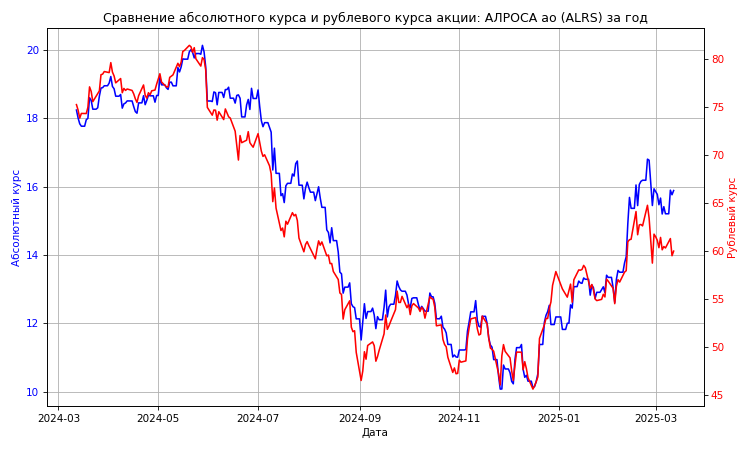 Сравнение абсолютного курса и рублевого курса акции: АЛРОСА ао (ALRS) за год
Абсолютный курс
20
18
16
14
12
10
80
75
70
65
60
55
50
45
Рублевый курс
2024-03 2024-05 2024-07 2024-09 2024-11 2025-01 2025-03
Дата